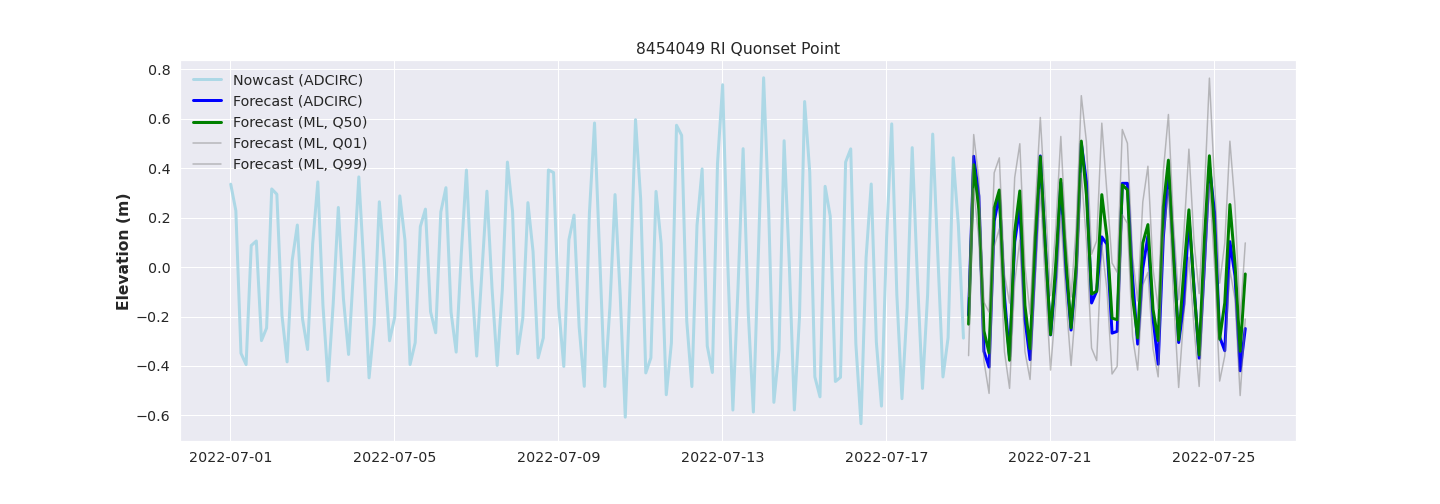 8454049 RI Quonset Point
Nowcast (ADCIRC)
Forecast (ADCIRC)
Forecast (ML, Q50)
Forecast (ML, Q01)
Forecast (ML, Q99)
Elevation (m)
0.8
0.6
0.4
0.2
0.0
−0.2
−0.4
−0.6
2022-07-01
2022-07-05
2022-07-09
2022-07-13
2022-07-17
2022-07-21
2022-07-25